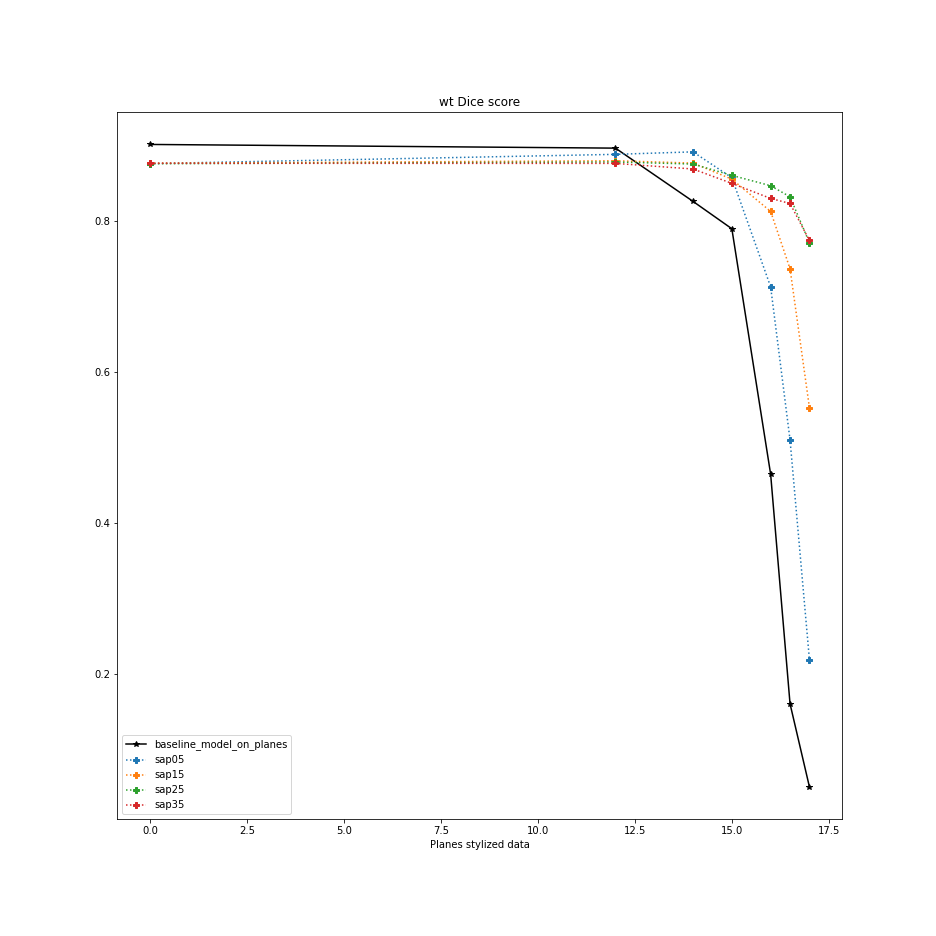 wt Dice score
0.8
0.6
0.4
0.2
baseline_model_on_planes
sap05
sap15
sap25
sap35
0.0 2.5 5.0 7.5 10.0 12.5 15.0 17.5
Planes stylized data